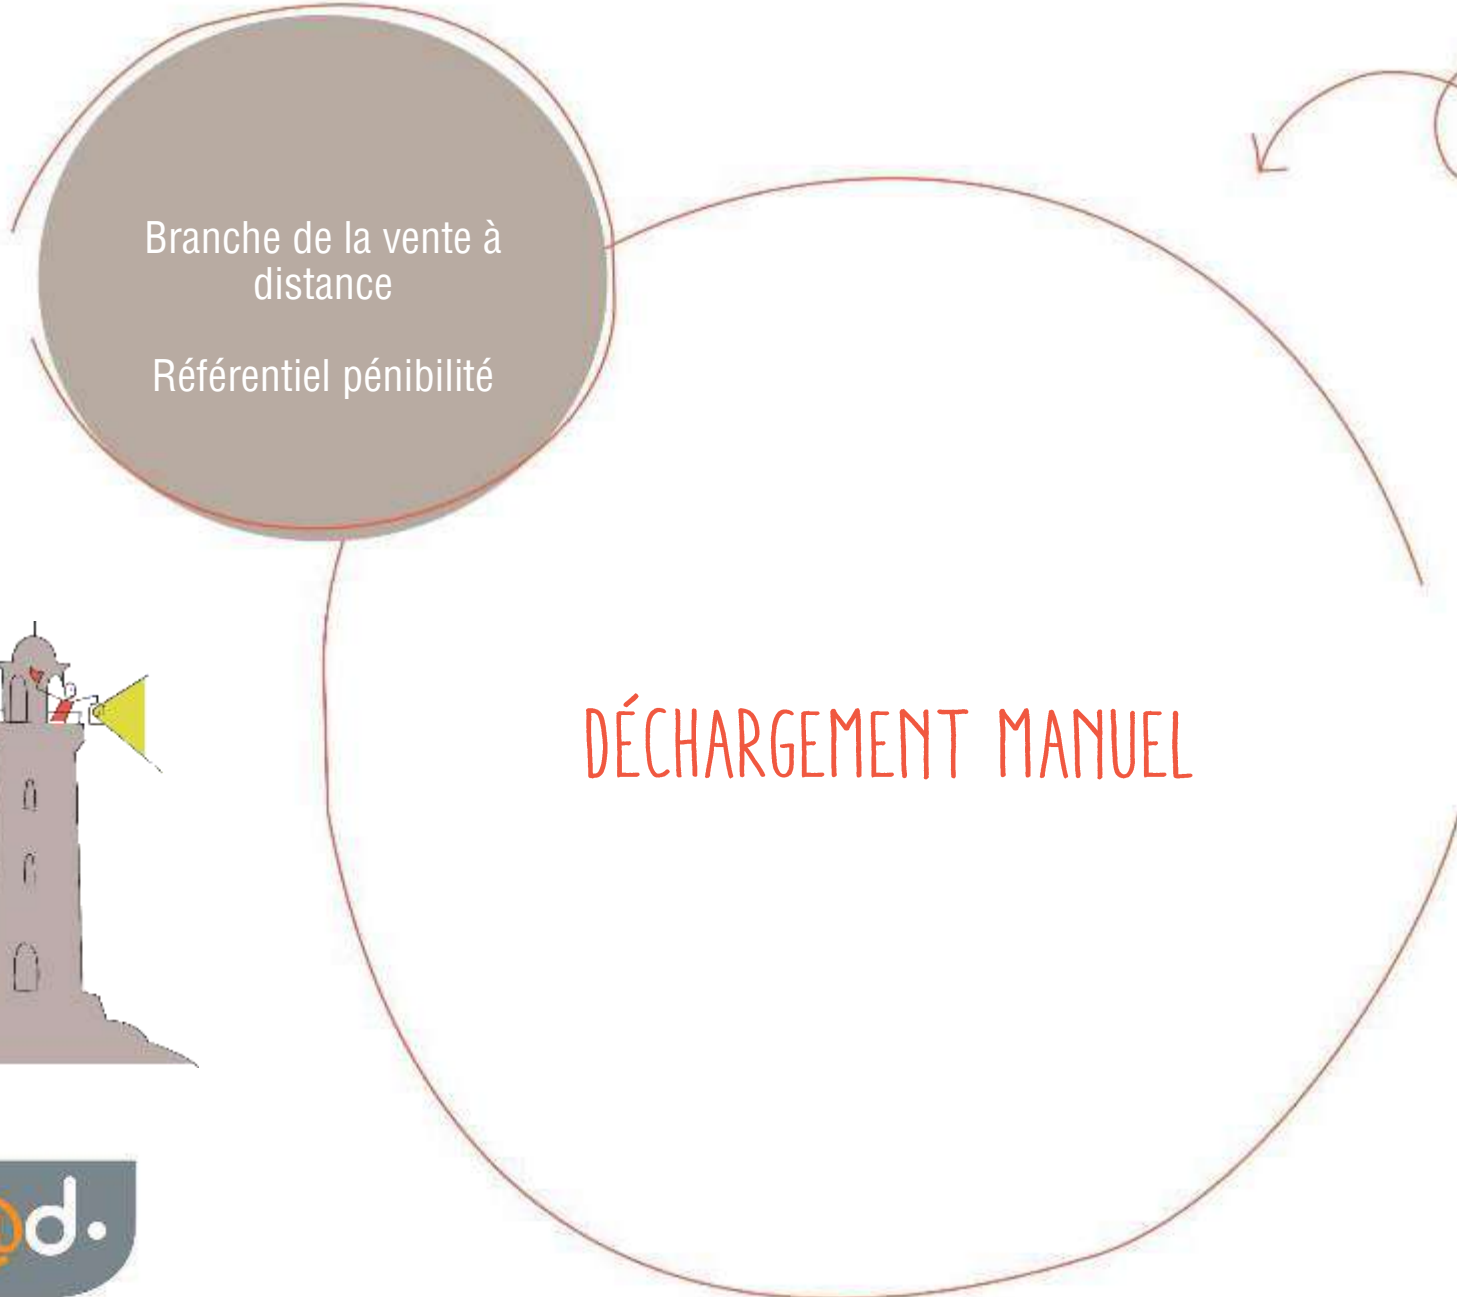 Branche de la vente à
distance
Référentiel pénibilité
DÉCHARGEMENT MANUEL
d.